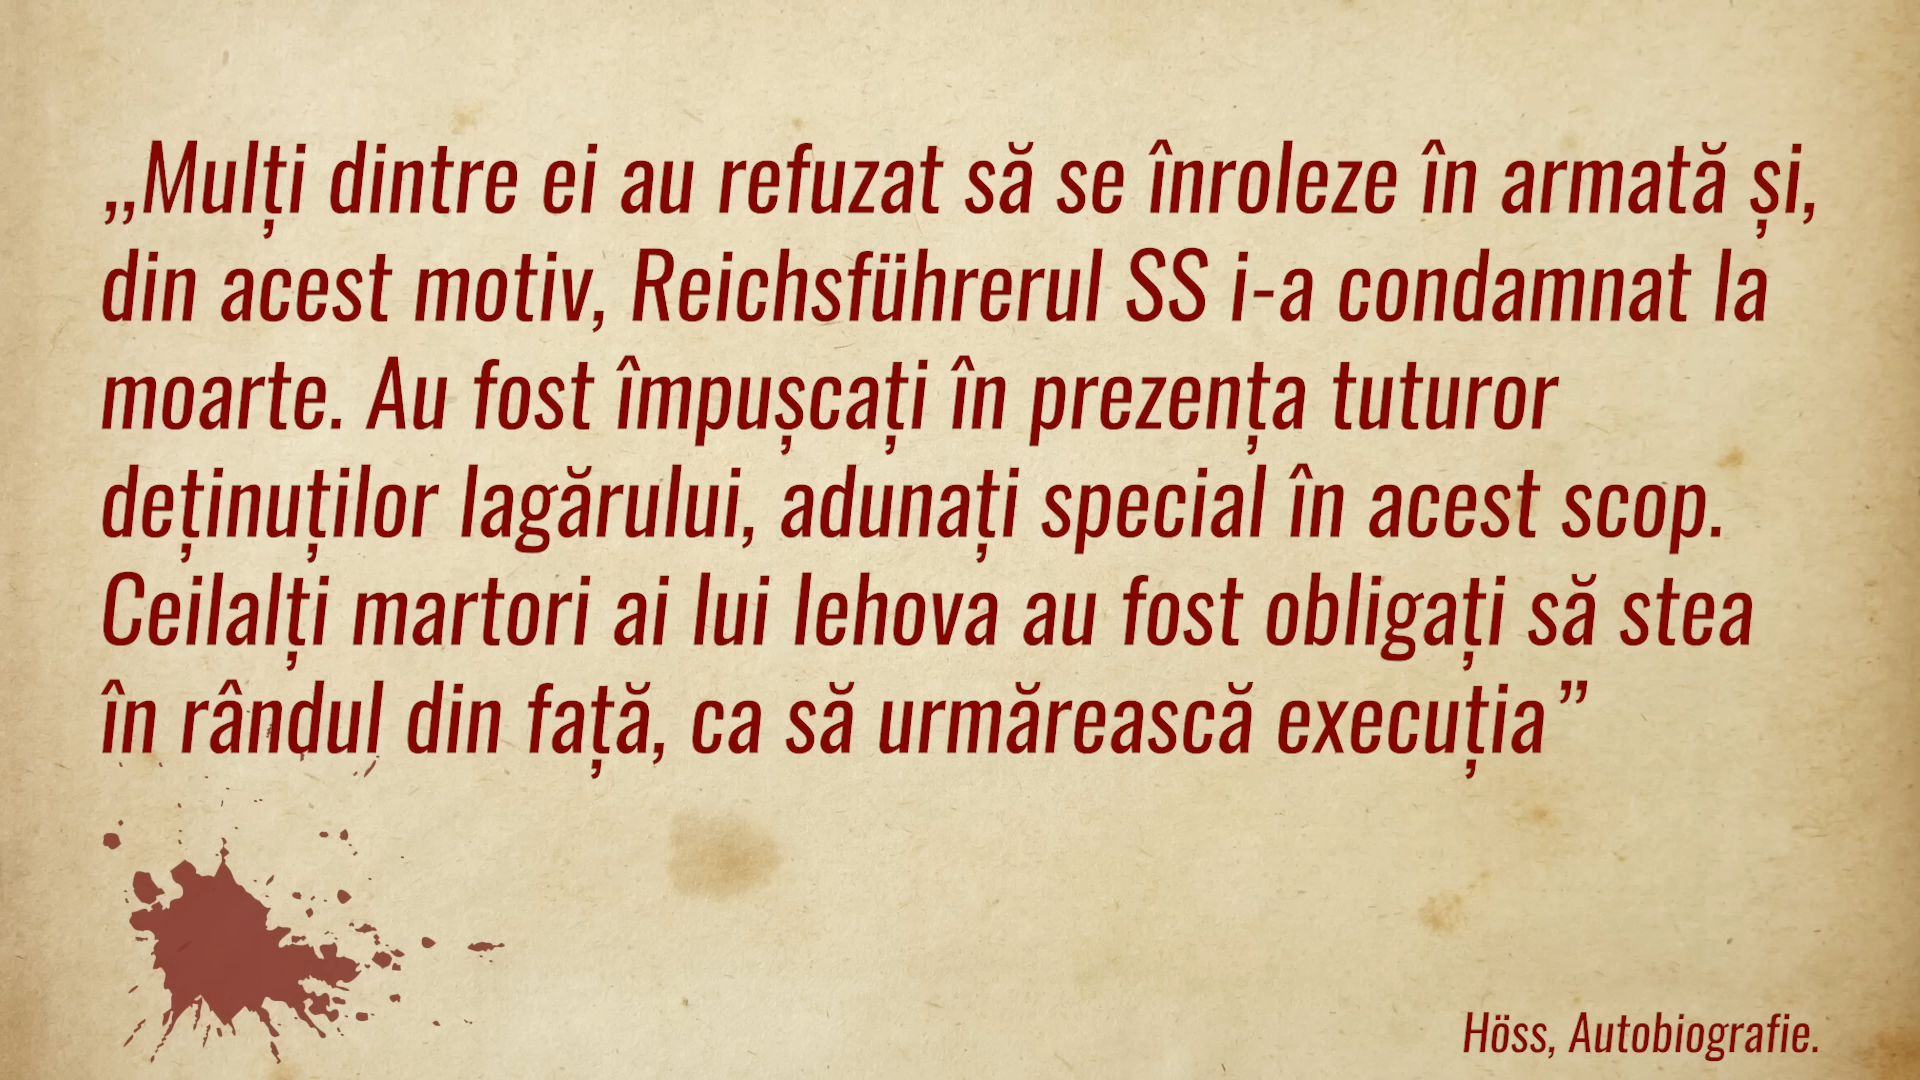 „Mulți dintre ei au refuzat să se înroleze în armată și,
din acest motiv, Reichsführerul SS i-a condamnat la
moarte. Au fost împușcați în prezența tuturor
deținuților lagărului, adunați special în acest scop.
Ceilalți martori ai lui Iehova au fost obligați să stea
în rândul din față, ca să urmărească execuția”
Höss, Autobiografie.